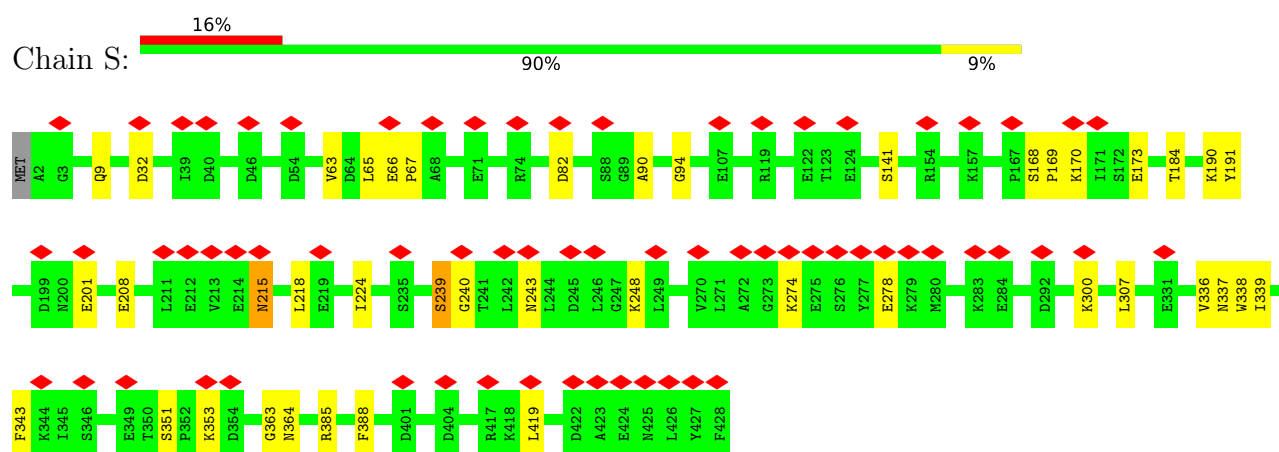 16%
Chain S:
90% 9%
MET A2 G3 Q9 D32 I39 D40 D46 D54 V63 D64 L65 E66 P67 A68 E71 R74 D82 S88 G89 A90 G94 E107 R119 E122 T123 E124 S141 R154 K157 P167 S168 P169 K170 I171 S172 E173 T184 K190 Y191
D199 N200 E201 E208 L211 E212 V213 E214 N215 L218 E219 I224 S235 S239 G240 T241 L242 N243 L244 D245 L246 G247 K248 L249 V270 L271 A272 G273 K274 E275 S276 Y277 E278 K279 M280 K283 E284 D292 K300 L307 E331 V336 N337 W338 I339
F343 K344 I345 S346 E349 T350 S351 P352 K353 D354 G363 N364 R385 F388 D401 D404 R417 K418 L419 D422 A423 E424 N425 L426 Y427 F428